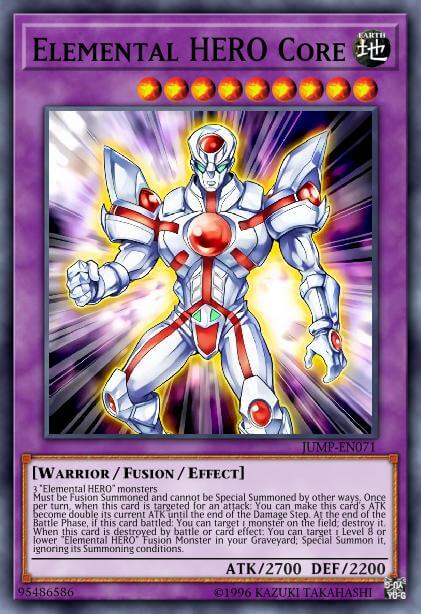 Elemental HERO Core
EARTH
地
JUMP-EN071
[Warrior / Fusion / Effect]
3 "Elemental HERO" monsters
Must be Fusion Summoned and cannot be Special Summoned by other ways. Once
per turn, when this card is targeted for an attack: You can make this card's ATK
become double its current ATK until the end of the Damage Step. At the end of the
Battle Phase, if this card battled: You can target 1 monster on the field; destroy it.
When this card is destroyed by battle or card effect: You can target 1 Level 8 or
lower "Elemental HERO" Fusion Monster in your Graveyard; Special Summon it,
ignoring its Summoning conditions.
ATK/2700 DEF/2200
95486586
©1996 KAZUKI TAKAHASHI